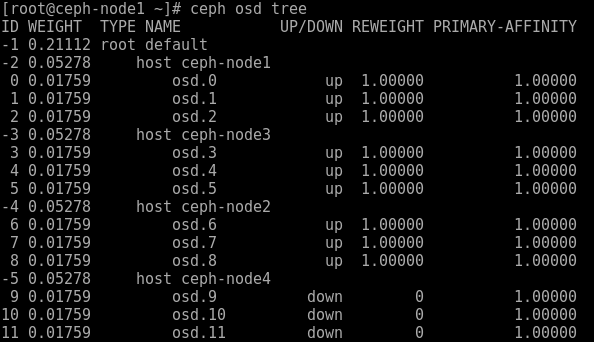 [root@ceph-node1 ~]# ceph osd tree
ID WEIGHT  TYPE NAME           UP/DOWN REWEIGHT PRIMARY-AFFINITY
-1 0.21112 root default
-2 0.05278     host ceph-node1
 0 0.01759         osd.0            up  1.00000          1.00000
 1 0.01759         osd.1            up  1.00000          1.00000
 2 0.01759         osd.2            up  1.00000          1.00000
-3 0.05278     host ceph-node3
 3 0.01759         osd.3            up  1.00000          1.00000
 4 0.01759         osd.4            up  1.00000          1.00000
 5 0.01759         osd.5            up  1.00000          1.00000
-4 0.05278     host ceph-node2
 6 0.01759         osd.6            up  1.00000          1.00000
 7 0.01759         osd.7            up  1.00000          1.00000
 8 0.01759         osd.8            up  1.00000          1.00000
-5 0.05278     host ceph-node4
 9 0.01759         osd.9          down        0          1.00000
10 0.01759         osd.10         down        0          1.00000
11 0.01759         osd.11         down        0          1.00000